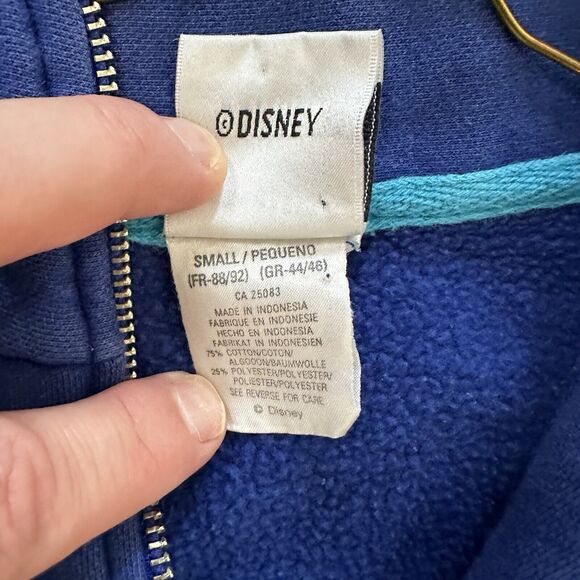 ©DISNEY
SMALL / PEQUENO
(FR-88/92) (GR-44/46)
CA 25083
MADE IN INDONESIA
FABRIQUE EN INDONESIE
HECHO EN INDONESIA
FABRIKAT IN INDONESIEN
75% COTTON/COTON/
ALGODON/BAUMWOLLE
25% POLYESTER/POLYESTER/
POLIESTER/POLYESTER
SEE REVERSE FOR CARE
© Disney